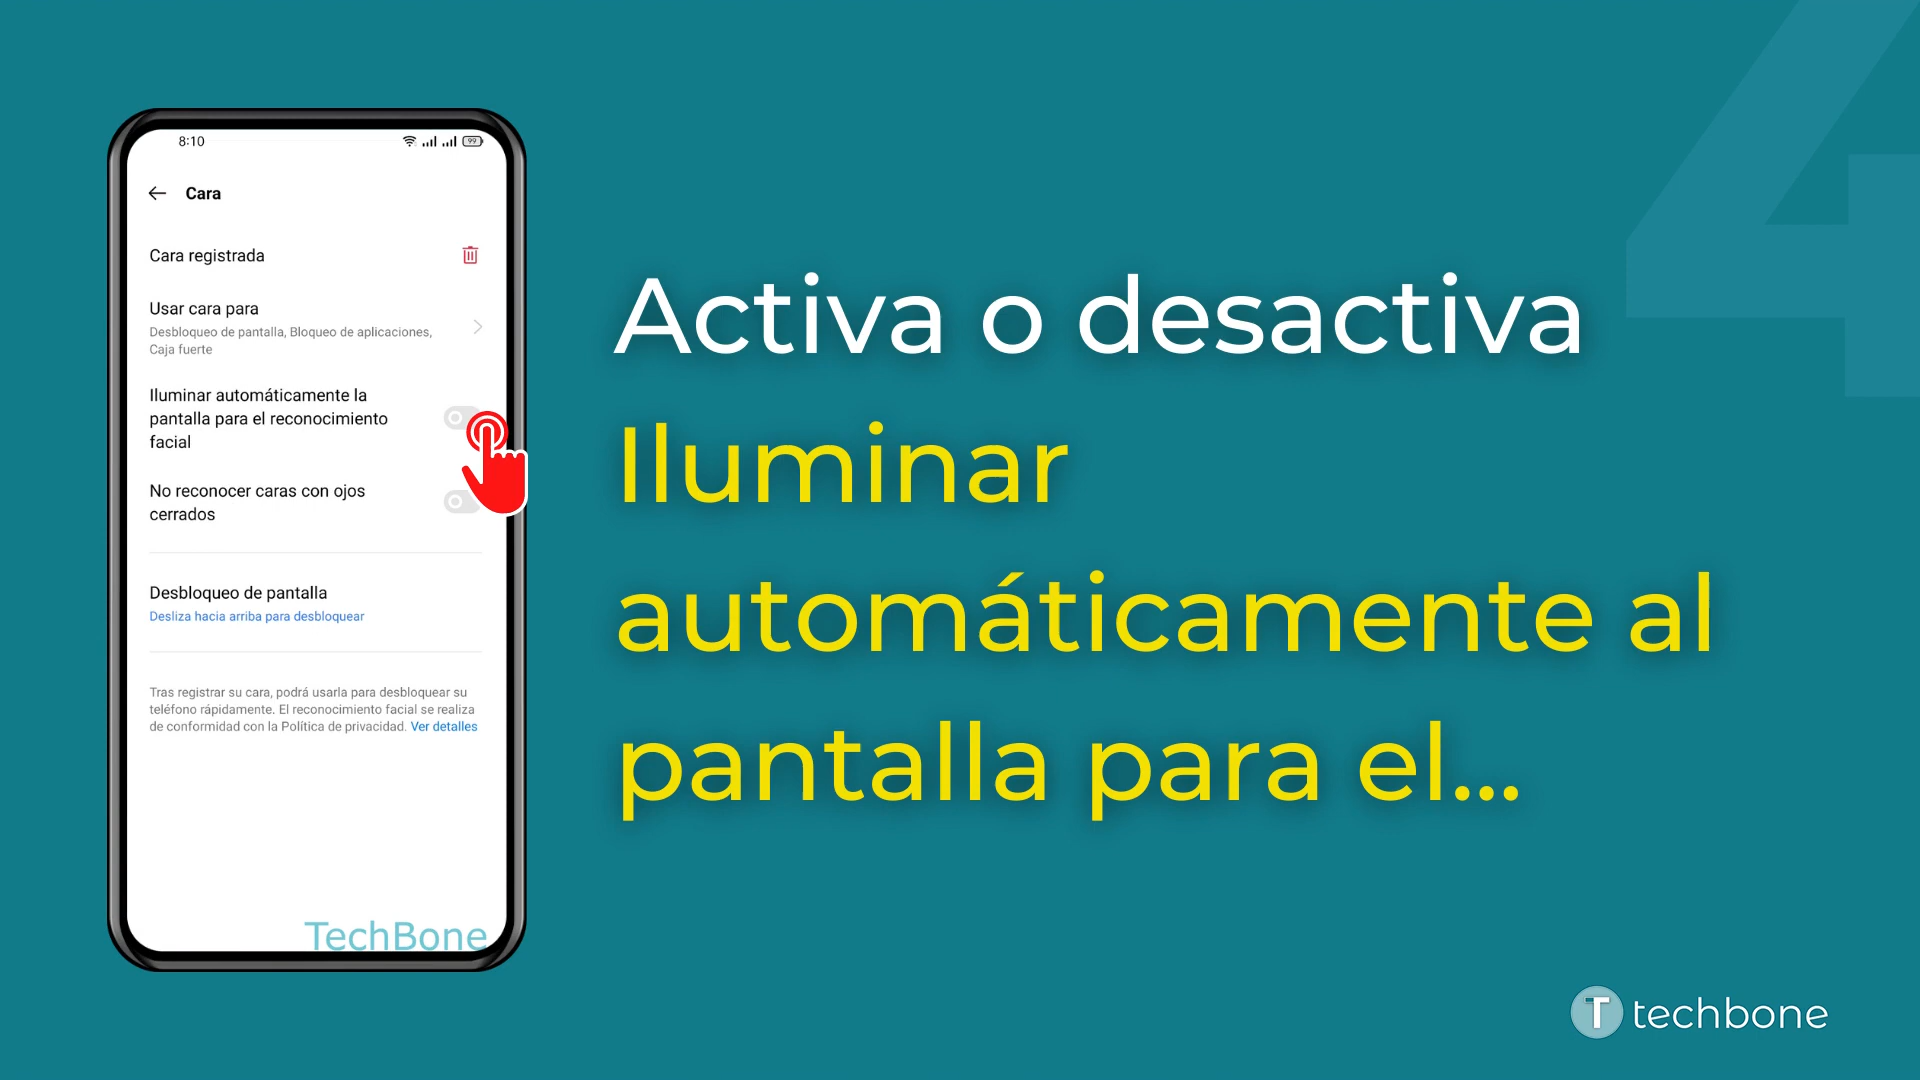 4
8:10
99
Cara
Cara registrada
Usar cara para
Desbloqueo de pantalla, Bloqueo de aplicaciones,
Caja fuerte
Iluminar automáticamente la
pantalla para el reconocimiento
facial
No reconocer caras con ojos
cerrados
Desbloqueo de pantalla
Desliza hacia arriba para desbloquear
Tras registrar su cara, podrá usarla para desbloquear su
teléfono rápidamente. El reconocimiento facial se realiza
de conformidad con la Política de privacidad. Ver detalles
TechBone
Activa o desactiva
Iluminar
automáticamente al
pantalla para el...
T techbone